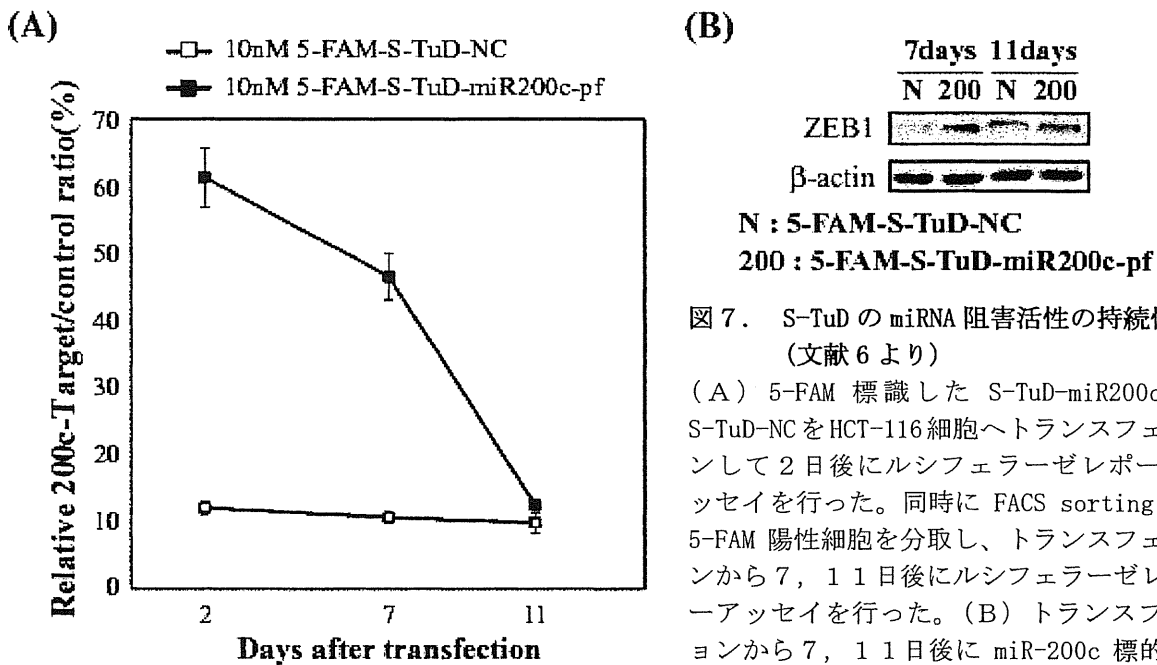 (A)
10nM 5-FAM-S-TuD-NC
10nM 5-FAM-S-TuD-miR200c-pf
Relative 200c-Target/control ratio(%)
70
60
50
40
30
20
10
0
2 7 11
Days after transfection
(B)
7days 11days
N 200 N 200
ZEB1
β-actin
N : 5-FAM-S-TuD-NC
200 : 5-FAM-S-TuD-miR200c-pf
図7. S-TuD の miRNA 阻害活性の持続
(文献6より)
(A) 5-FAM 標識した S-TuD-miR200c
S-TuD-NCをHCT-116細胞へトランスフェ
ンして2日後にルシフェラーゼレポー
ッセイを行った。同時に FACS sorting
5-FAM 陽性細胞を分取し、トランスフェ
ンから7, 11日後にルシフェラーゼレ
ーアッセイを行った。(B) トランスフ
ョンから7, 11日後に miR-200c 標的